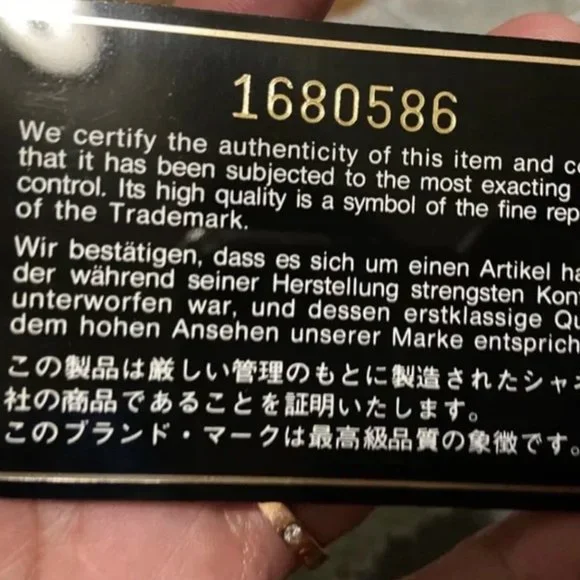 1680586
We certify the authenticity of this item and
that it has been subjected to the most exacting
control. Its high quality is a symbol of the fine
of the Trademark.
Wir bestätigen, dass es sich um einen Artikel
der während seiner Herstellung strengsten
unterworfen war, und dessen erstklassige
dem hohen Ansehen unserer Marke entsprich
この製品は厳しい管理のもとに製造されたシャネ
社の商品であることを証明いたします。
このブランド・マークは最高級品質の象徴です。